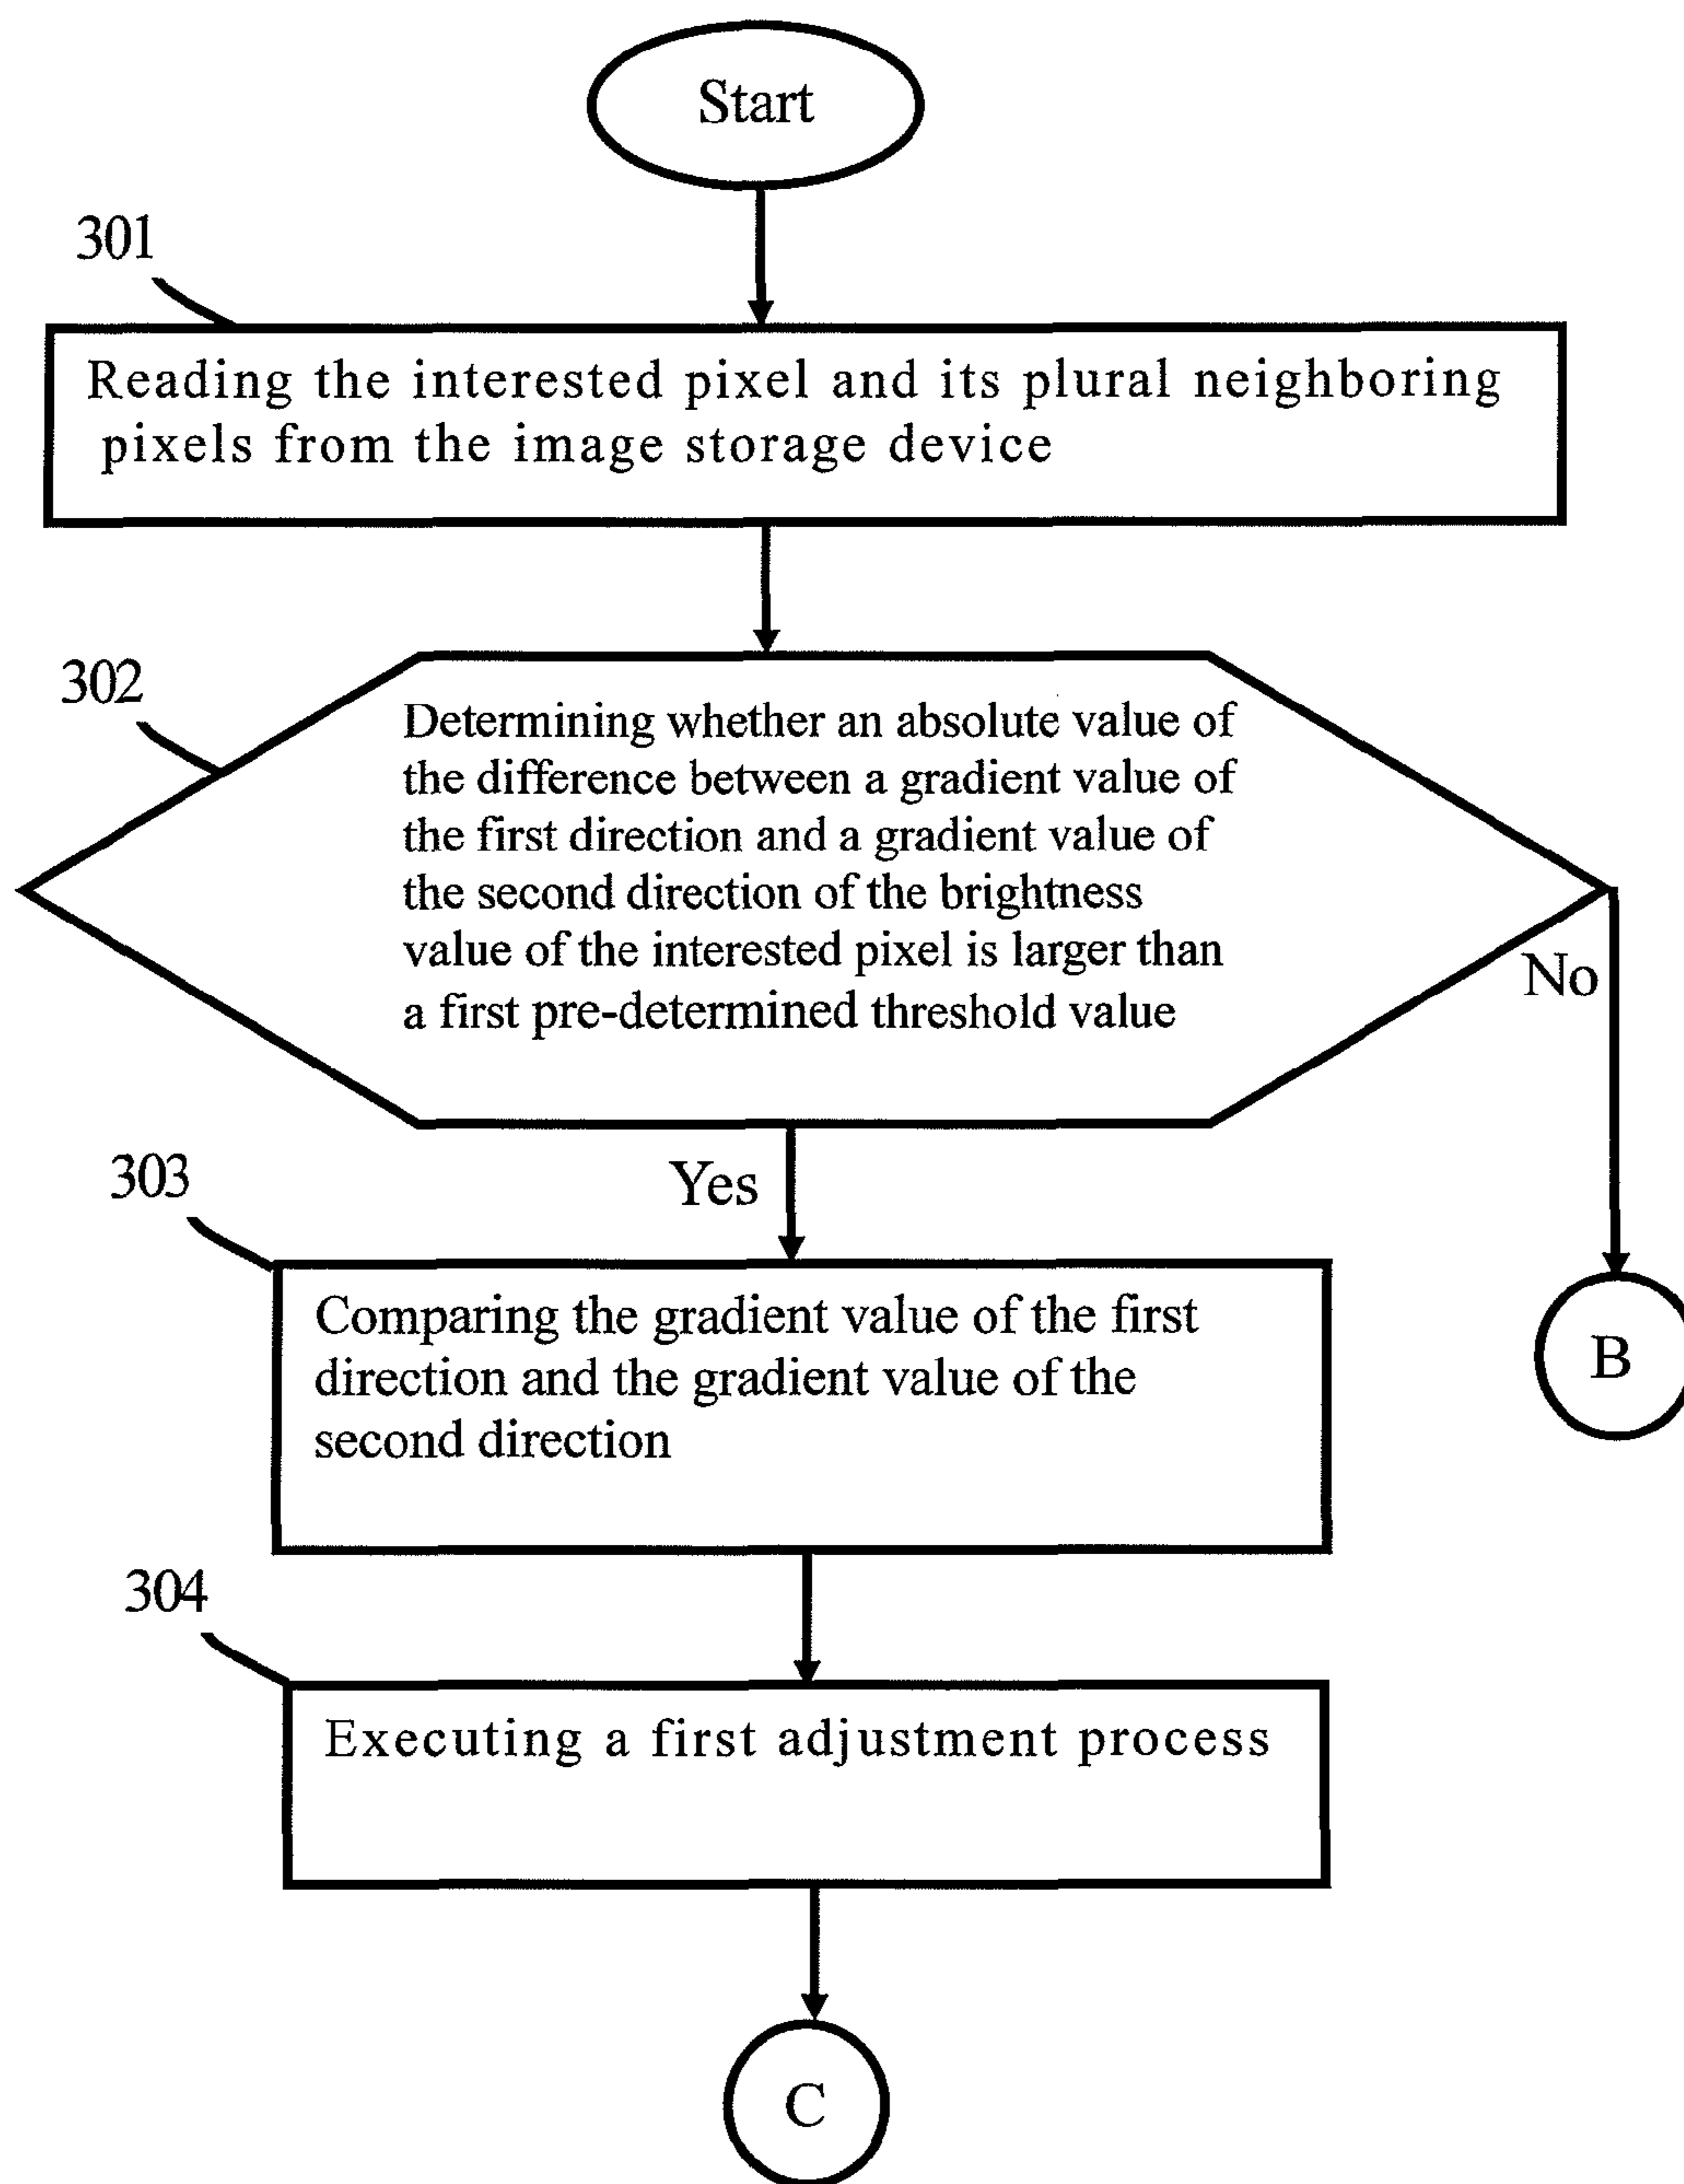 Start
301
Reading the interested pixel and its plural neighboring
pixels from the image storage device
302
Determining whether an absolute value of
the difference between a gradient value of
the first direction and a gradient value of
the second direction of the brightness
value of the interested pixel is larger than
a first pre-determined threshold value
No
Yes
303
Comparing the gradient value of the first
direction and the gradient value of the
second direction
B
304
Executing a first adjustment process
C